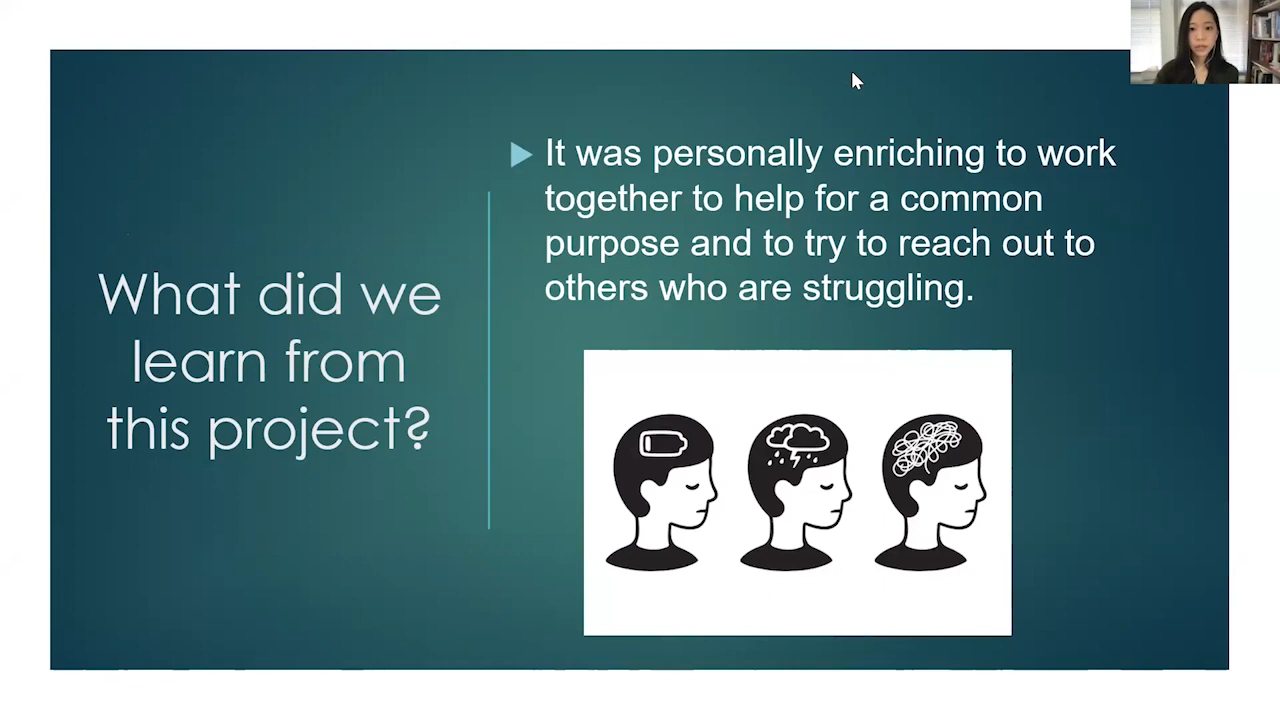 What did we
learn from
this project?
It was personally enriching to work
together to help for a common
purpose and to try to reach out to
others who are struggling.